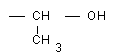 — CH — OH
CH3